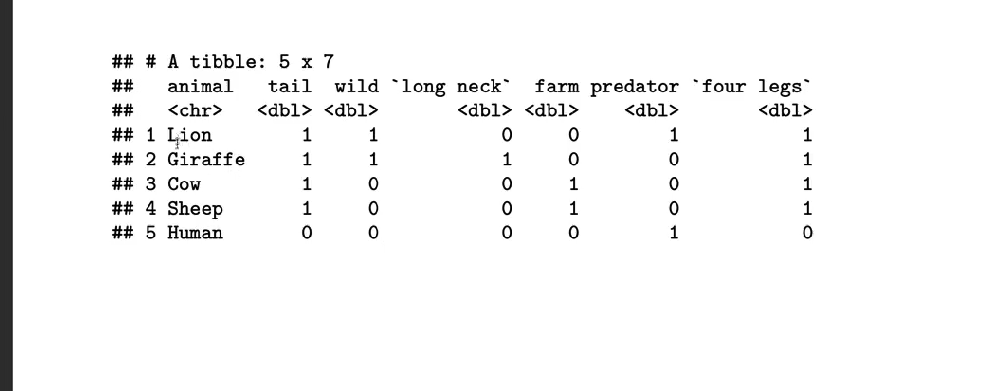 ## # A tibble: 5 x 7
## animal tail wild `long neck` farm predator `four legs`
## <chr> <dbl> <dbl> <dbl> <dbl> <dbl> <dbl>
## 1 Lion 1 1 0 0 1 1
## 2 Giraffe 1 1 1 0 0 1
## 3 Cow 1 0 0 1 0 1
## 4 Sheep 1 0 0 1 0 1
## 5 Human 0 0 0 0 1 0